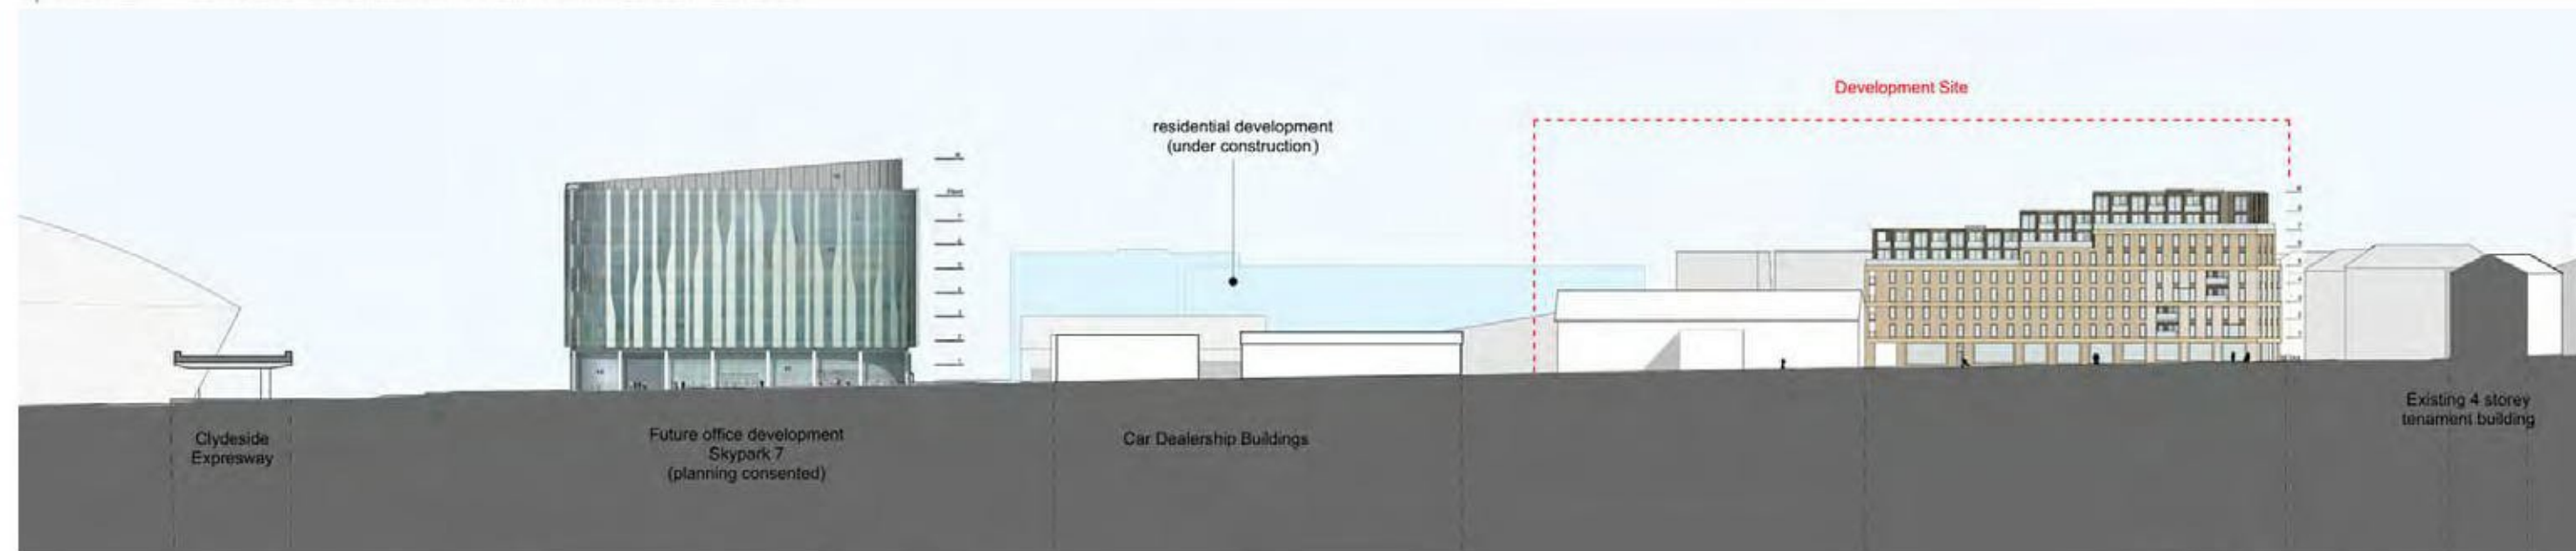 Development Site
residential development
(under construction)
Clydeside
Expresway
Future office development
Skypark 7
(planning consented)
Car Dealership Buildings
Existing 4 storey
tenament building